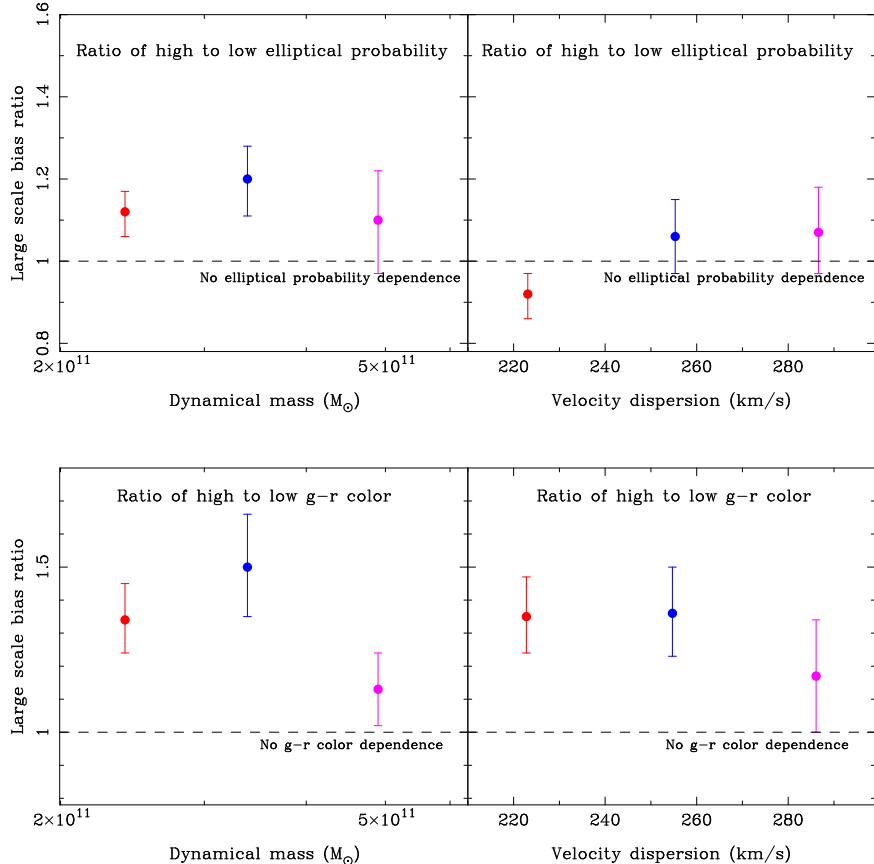 Ratio of high to low elliptical probability
Ratio of high to low elliptical probability
Large scale bias ratio
1.6
1.4
1.2
1
0.8
No elliptical probability dependence
No elliptical probability dependence
2×10¹¹
5×10¹¹
220
240
260
280
Dynamical mass (M⊙)
Velocity dispersion (km/s)
Ratio of high to low g−r color
Ratio of high to low g−r color
Large scale bias ratio
1.5
1
No g−r color dependence
No g−r color dependence
2×10¹¹
5×10¹¹
220
240
260
280
Dynamical mass (M⊙)
Velocity dispersion (km/s)